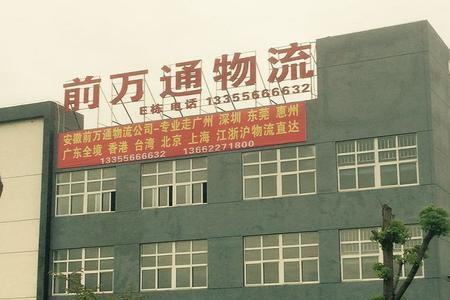 前万通物流
E栋 电话 13355666632
安徽前万通物流公司-专业走广州 深圳 东莞 惠州
广东全境 香港 台湾 北京 上海 江浙沪物流直达
13355666632 13662271800